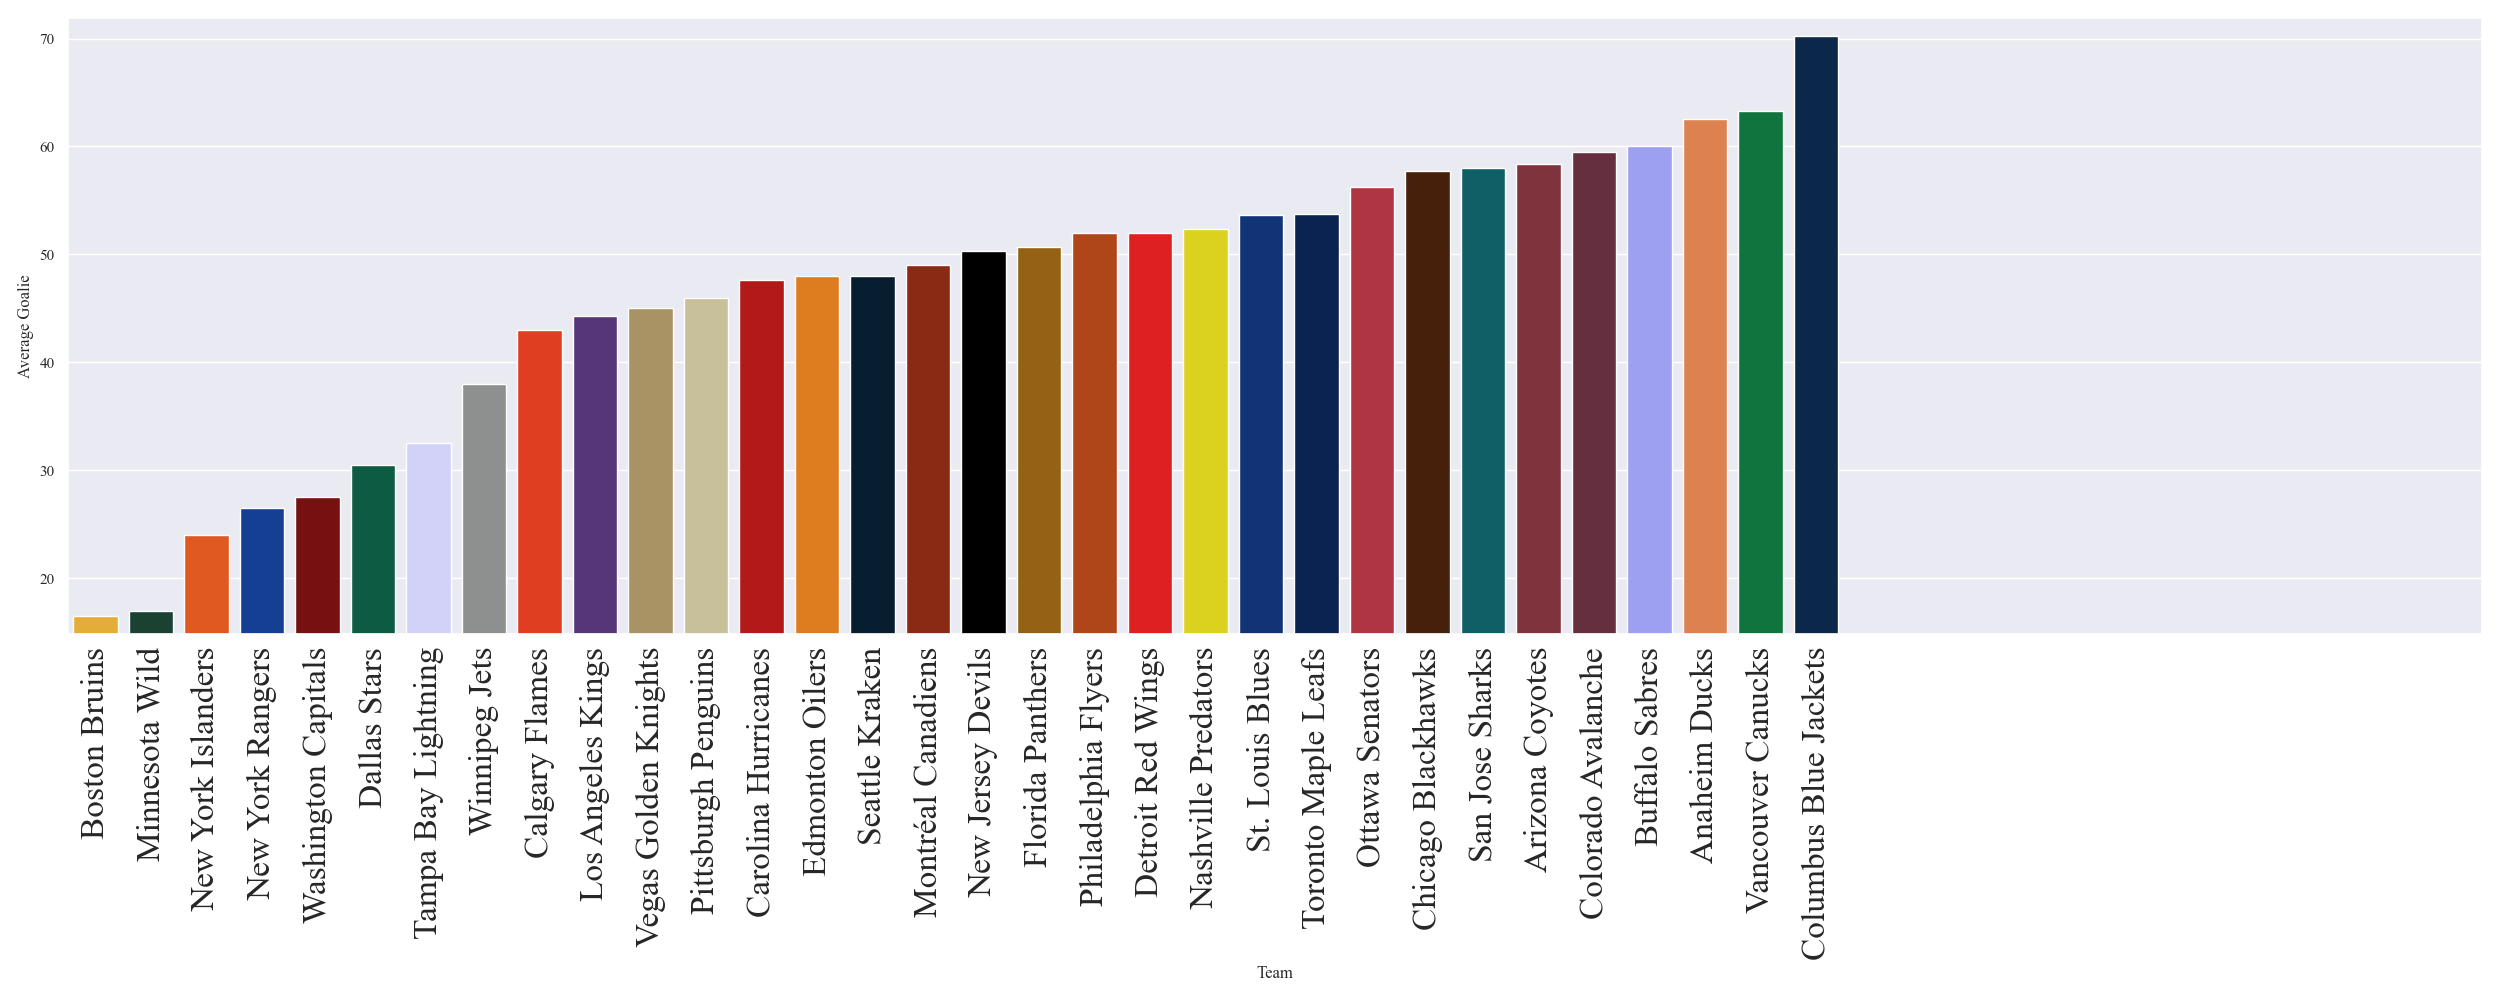 70
60
50
40
30
20
Average Goalie
Boston Bruins
Minnesota Wild
New York Islanders
New York Rangers
Washington Capitals
Dallas Stars
Tampa Bay Lightning
Winnipeg Jets
Calgary Flames
Los Angeles Kings
Vegas Golden Knights
Pittsburgh Penguins
Carolina Hurricanes
Edmonton Oilers
Seattle Kraken
Montréal Canadiens
New Jersey Devils
Florida Panthers
Philadelphia Flyers
Detroit Red Wings
Nashville Predators
St. Louis Blues
Toronto Maple Leafs
Ottawa Senators
Chicago Blackhawks
San Jose Sharks
Arizona Coyotes
Colorado Avalanche
Buffalo Sabres
Anaheim Ducks
Vancouver Canucks
Columbus Blue Jackets
Team